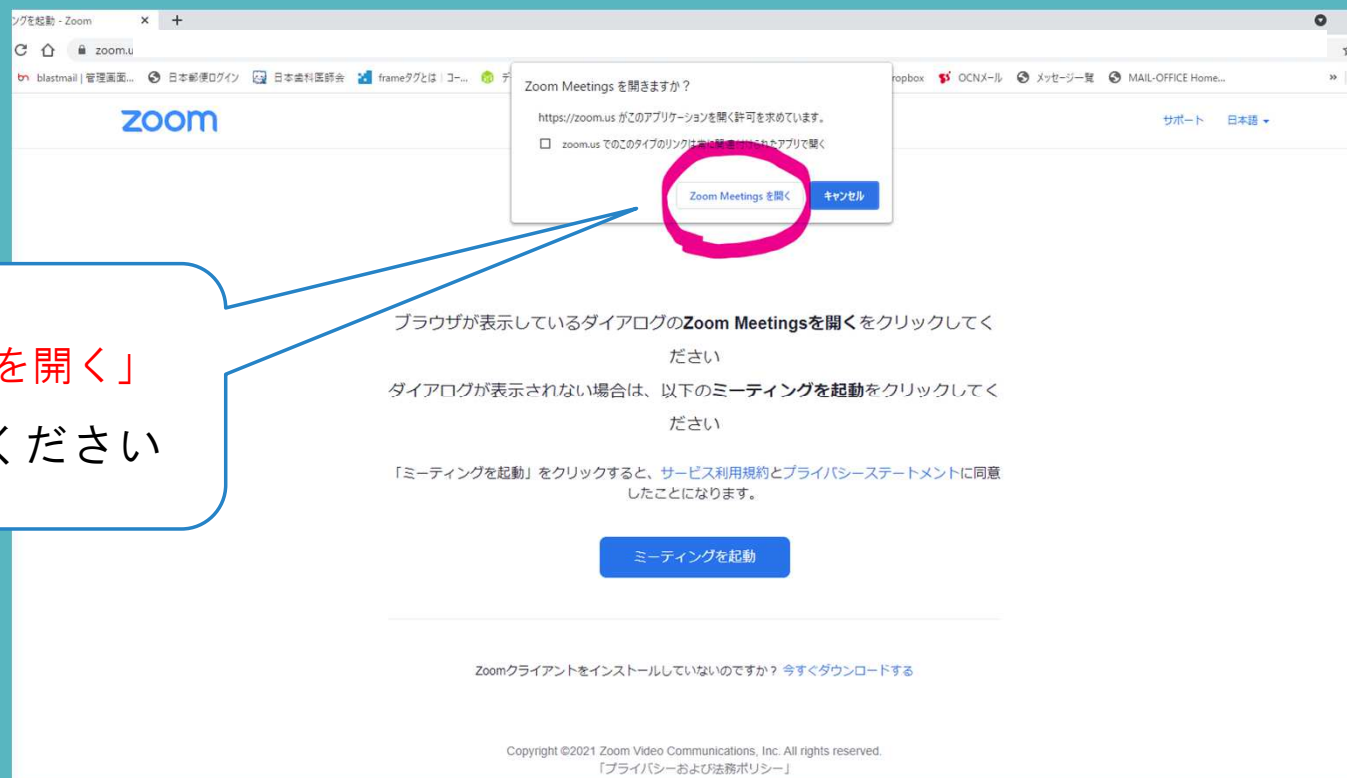 ングを起動 - Zoom
zoom.u
blastmail | 管理画面... 日本郵便ログイン 日本歯科医師会 frameタグとは | コー... デ ropbox OCNメール メッセージ一覧 MAIL-OFFICE Home... »
Zoom Meetings を開きますか？
https://zoom.us がこのアプリケーションを開く許可を求めています。
zoom.us でのこのタイプのリンクは常に関連付けられたアプリで開く
Zoom Meetings を開く キャンセル
zoom
サポート 日本語
を開く」
ください
ブラウザが表示しているダイアログのZoom Meetingsを開くをクリックしてく
ださい
ダイアログが表示されない場合は、以下のミーティングを起動をクリックしてく
ださい
「ミーティングを起動」をクリックすると、サービス利用規約とプライバシーステートメントに同意
したことになります。
ミーティングを起動
Zoomクライアントをインストールしていないのですか？ 今すぐダウンロードする
Copyright ©2021 Zoom Video Communications, Inc. All rights reserved.
「プライバシーおよび法務ポリシー」